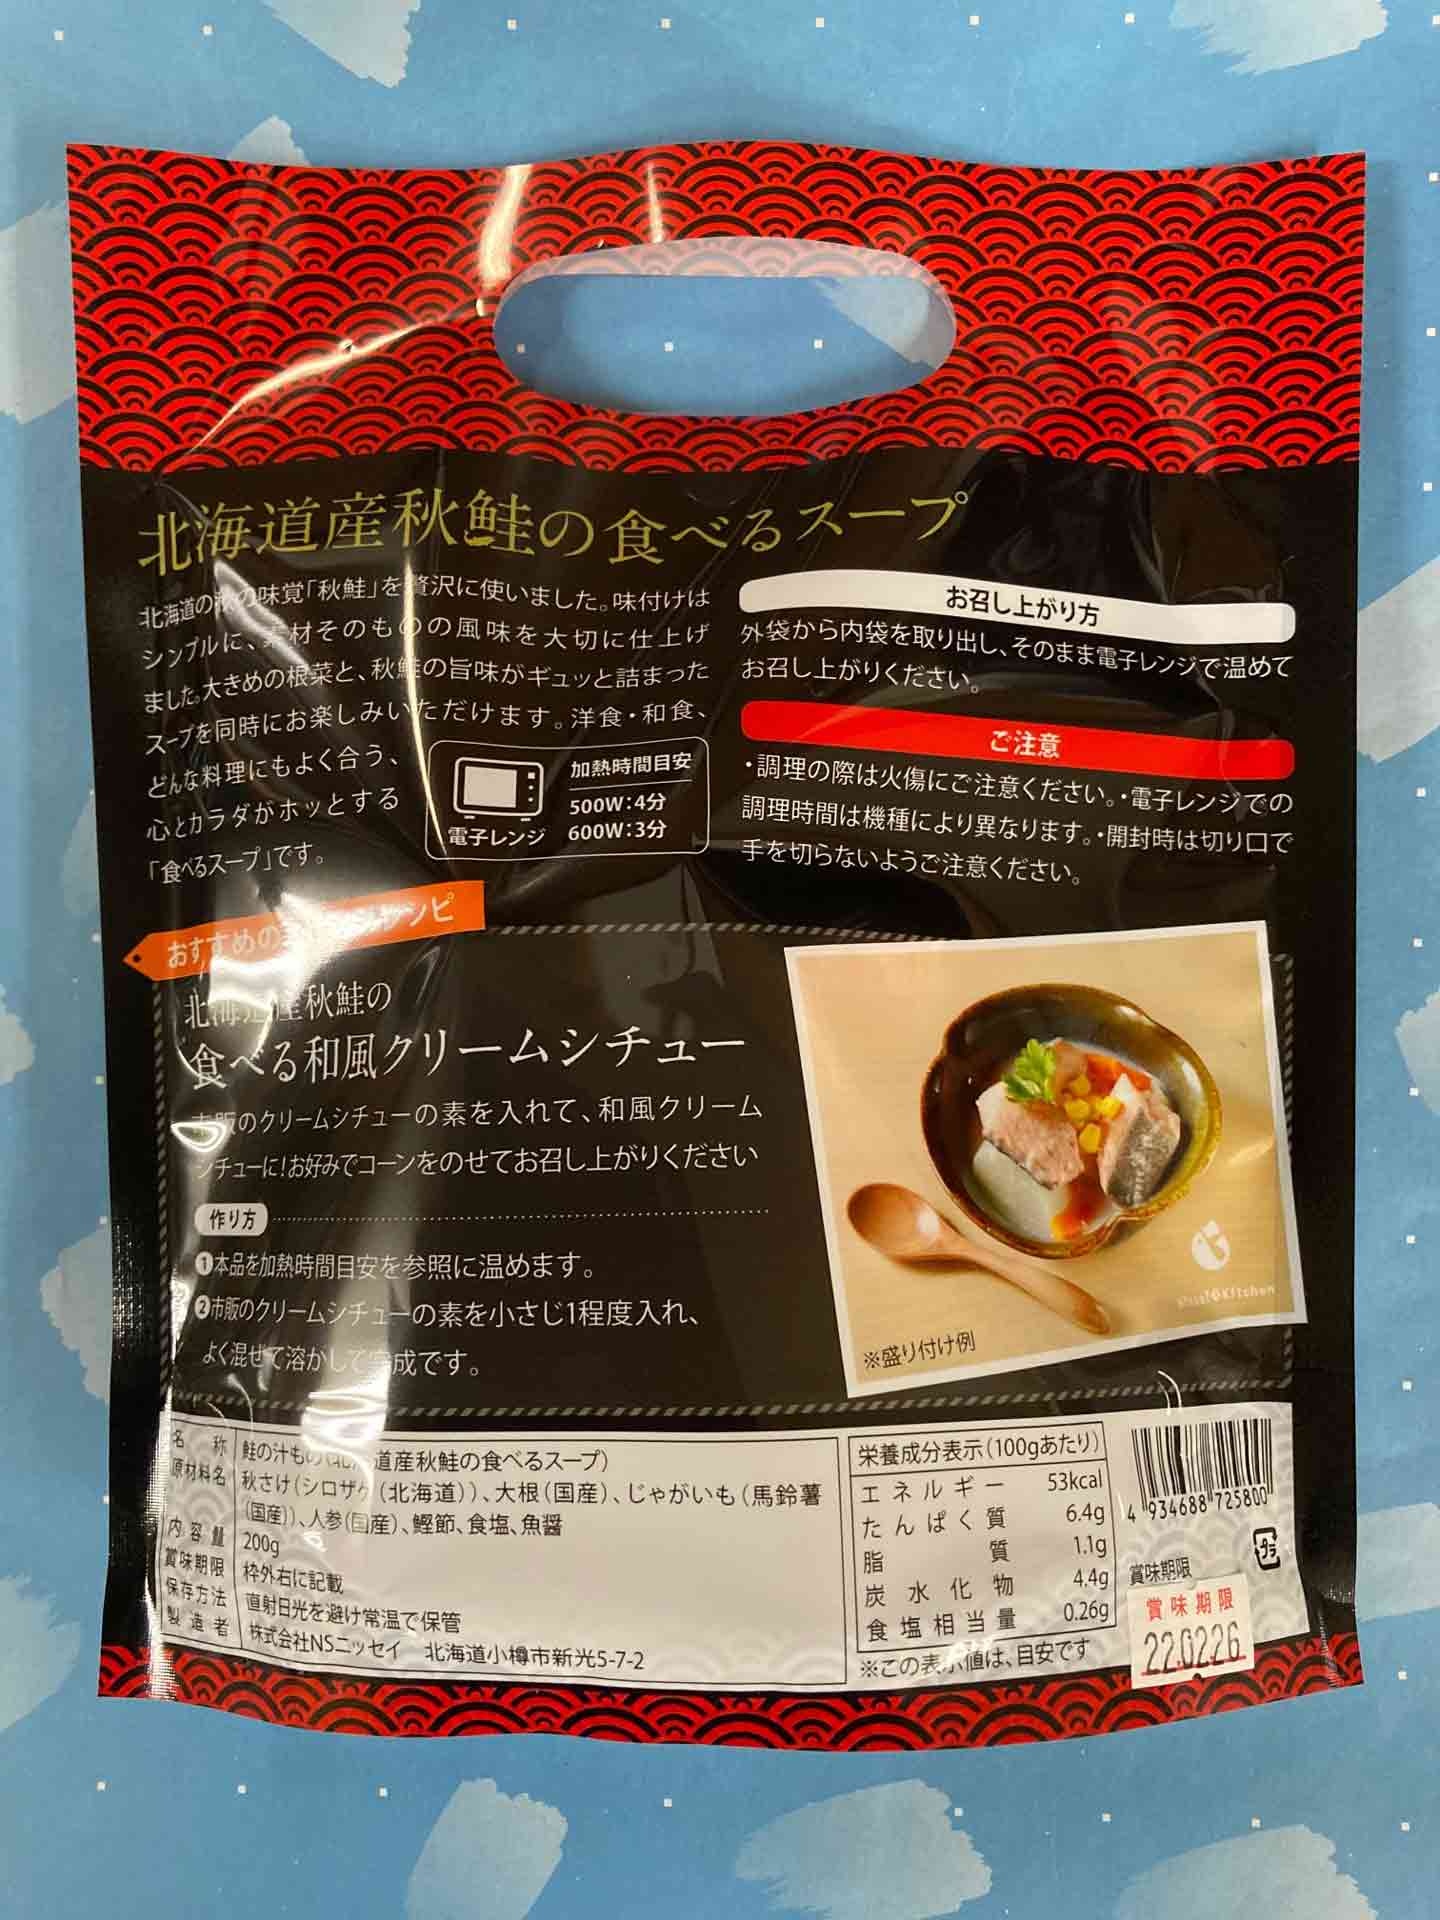 北海道産秋鮭の食べるスープ
北海道の秋の味覚「秋鮭」を贅沢に使いました。味付けは
シンプルに、素材そのものの風味を大切に仕上げ
ました。大きめの根菜と、秋鮭の旨味がギュッと詰まった
スープを同時にお楽しみいただけます。洋食・和食、
どんな料理にもよく合う、
心とカラダがホッとする
「食べるスープ」です。
電子レンジ
加熱時間目安
500W:4分
600W:3分
お召し上がり方
外袋から内袋を取り出し、そのまま電子レンジで温めて
お召し上がりください。
ご注意
・調理の際は火傷にご注意ください。・電子レンジでの
調理時間は機種により異なります。・開封時は切り口で
手を切らないようご注意ください。
おすすめの レシピ
北海道産秋鮭の
食べる和風クリームシチュー
市販のクリームシチューの素を入れて、和風クリーム
シチューに!お好みでコーンをのせてお召し上がりください
作り方
❶本品を加熱時間目安を参照に温めます。
❷市販のクリームシチューの素を小さじ1程度入れ、
よく混ぜて溶かして完成です。
※盛り付け例
名称 鮭の汁もの(北海道産秋鮭の食べるスープ)
原材料名 秋さけ(シロザケ(北海道))、大根(国産)、じゃがいも(馬鈴薯
(国産))、人参(国産)、鰹節、食塩、魚醤
内容量 200g
賞味期限 枠外右に記載
保存方法 直射日光を避け常温で保管
製造者 株式会社NSニッセイ 北海道小樽市新光5-7-2
栄養成分表示(100gあたり)
エネルギー 53kcal
たんぱく質 6.4g
脂質 1.1g
炭水化物 4.4g
食塩相当量 0.26g
※この表示値は、目安です
4 934688 725800
プラ
賞味期限
賞味期限
22.02.26